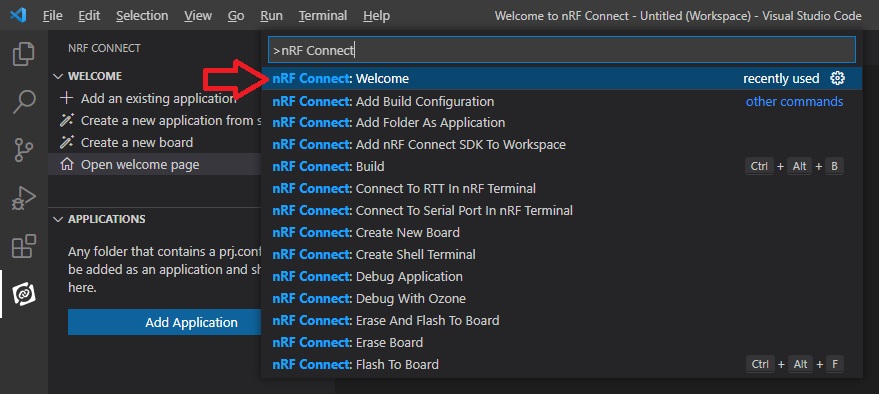 File Edit Selection View Go Run Terminal Help Welcome to nRF Connect - Untitled (Workspace) - Visual Studio Code
NRF CONNECT
WELCOME
Add an existing application
Create a new application from s
Create a new board
Open welcome page
APPLICATIONS
Any folder that contains a prj.conf
be added as an application and sh
here.
Add Application
>nRF Connect
nRF Connect: Welcome recently used
nRF Connect: Add Build Configuration other commands
nRF Connect: Add Folder As Application
nRF Connect: Add nRF Connect SDK To Workspace
nRF Connect: Build Ctrl + Alt + B
nRF Connect: Connect To RTT In nRF Terminal
nRF Connect: Connect To Serial Port In nRF Terminal
nRF Connect: Create New Board
nRF Connect: Create Shell Terminal
nRF Connect: Debug Application
nRF Connect: Debug With Ozone
nRF Connect: Erase And Flash To Board
nRF Connect: Erase Board
nRF Connect: Flash To Board Ctrl + Alt + F